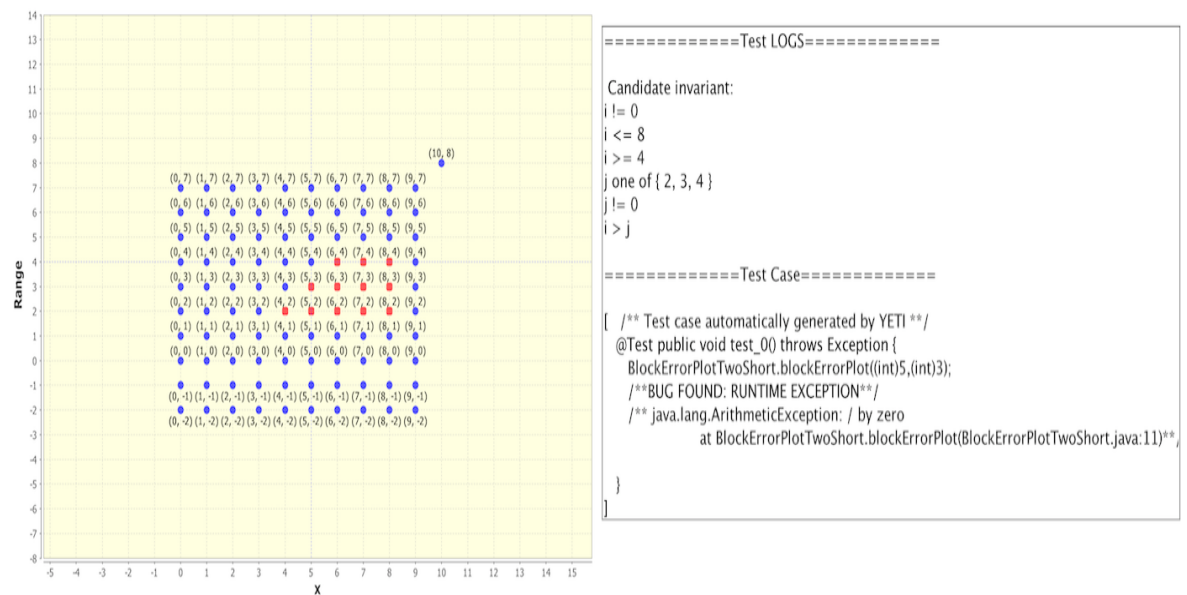 14
13
12
11
10
9
(10, 8)
8
(0, 7) (1, 7) (2, 7) (3, 7) (4, 7) (5, 7) (6, 7) (7, 7) (8, 7) (9, 7)
7
(0, 6) (1, 6) (2, 6) (3, 6) (4, 6) (5, 6) (6, 6) (7, 6) (8, 6) (9, 6)
6
(0, 5) (1, 5) (2, 5) (3, 5) (4, 5) (5, 5) (6, 5) (7, 5) (8, 5) (9, 5)
5
(0, 4) (1, 4) (2, 4) (3, 4) (4, 4) (5, 4) (6, 4) (7, 4) (8, 4) (9, 4)
4
(0, 3) (1, 3) (2, 3) (3, 3) (4, 3) (5, 3) (6, 3) (7, 3) (8, 3) (9, 3)
3
(0, 2) (1, 2) (2, 2) (3, 2) (4, 2) (5, 2) (6, 2) (7, 2) (8, 2) (9, 2)
2
(0, 1) (1, 1) (2, 1) (3, 1) (4, 1) (5, 1) (6, 1) (7, 1) (8, 1) (9, 1)
1
(0, 0) (1, 0) (2, 0) (3, 0) (4, 0) (5, 0) (6, 0) (7, 0) (8, 0) (9, 0)
0
-1
(0, -1) (1, -1) (2, -1) (3, -1) (4, -1) (5, -1) (6, -1) (7, -1) (8, -1) (9, -1)
-2
(0, -2) (1, -2) (2, -2) (3, -2) (4, -2) (5, -2) (6, -2) (7, -2) (8, -2) (9, -2)
-3
-4
-5
-6
-7
-8
Range
-5 -4 -3 -2 -1 0 1 2 3 4 5 6 7 8 9 10 11 12 13 14 15
X
=============Test LOGS=============
Candidate invariant:
i != 0
i <= 8
i >= 4
j one of { 2, 3, 4 }
j != 0
i > j
=============Test Case=============
[ /** Test case automatically generated by YETI **/
@Test public void test_0() throws Exception {
BlockErrorPlotTwoShort.blockErrorPlot((int)5,(int)3);
/**BUG FOUND: RUNTIME EXCEPTION**/
/** java.lang.ArithmeticException: / by zero
at BlockErrorPlotTwoShort.blockErrorPlot(BlockErrorPlotTwoShort.java:11)**
}
]